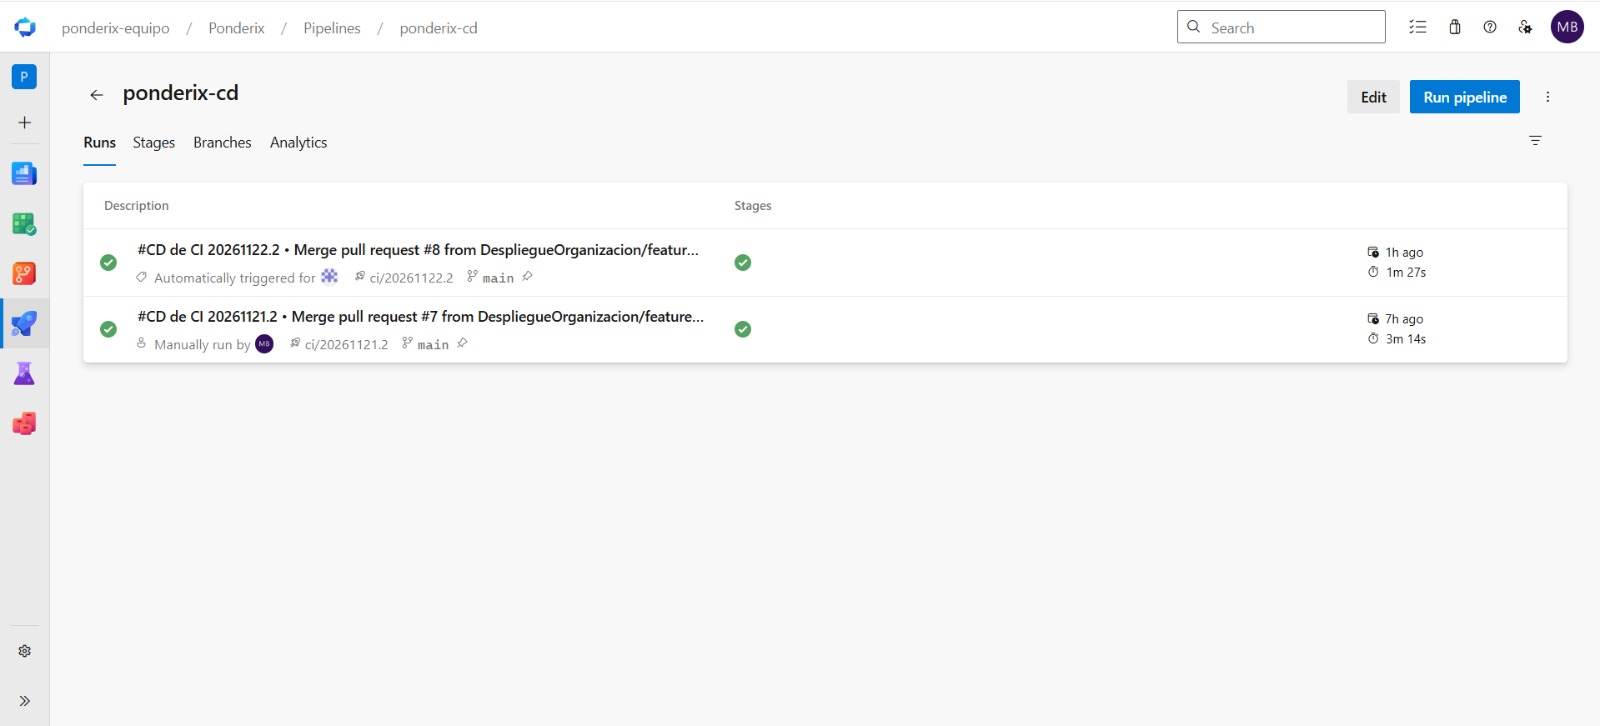 ponderix-equipo / Ponderix / Pipelines / ponderix-cd
Search
MB
P
ponderix-cd
Edit
Run pipeline
Runs Stages Branches Analytics
Description Stages
#CD de CI 20261122.2 • Merge pull request #8 from DespliegueOrganizacion/featur...
1h ago
Automatically triggered for ci/20261122.2 main
1m 27s
#CD de CI 20261121.2 • Merge pull request #7 from DespliegueOrganizacion/feature...
7h ago
Manually run by MB ci/20261121.2 main
3m 14s